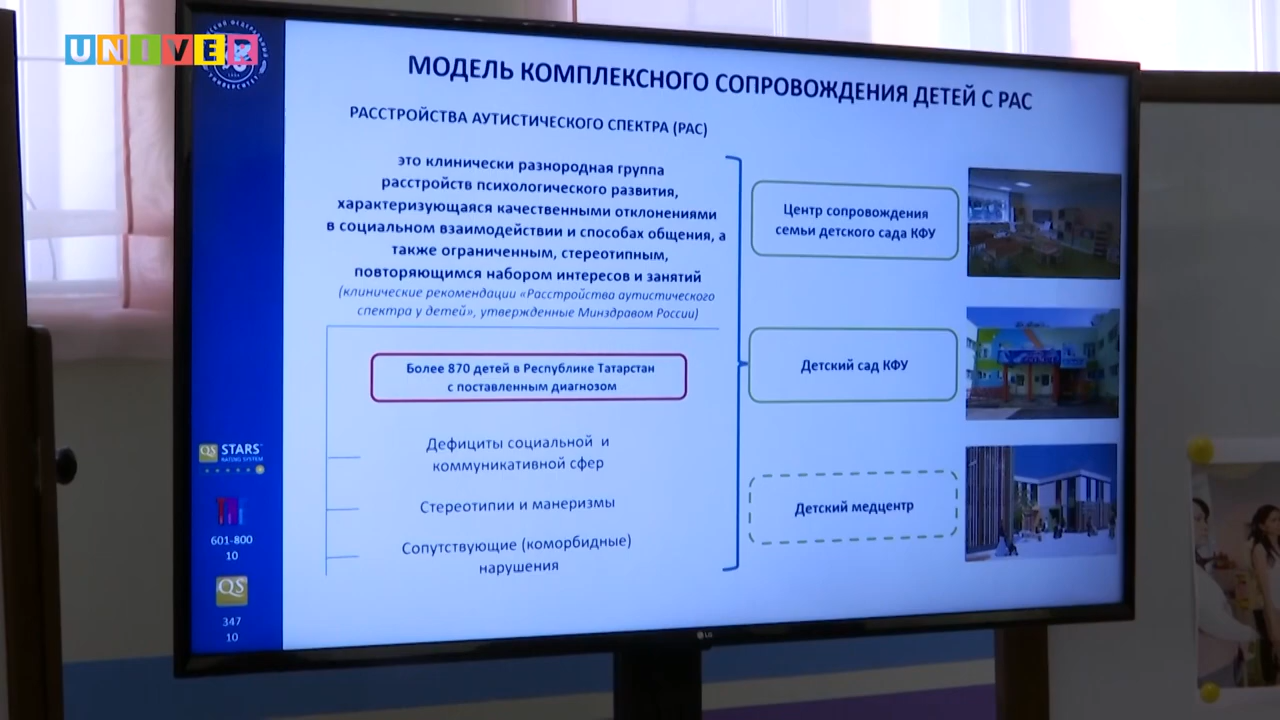 UNIVER
МОДЕЛЬ КОМПЛЕКСНОГО СОПРОВОЖДЕНИЯ ДЕТЕЙ С РАС
РАССТРОЙСТВА АУТИСТИЧЕСКОГО СПЕКТРА (РАС)
это клинически разнородная группа
расстройств психологического развития,
характеризующаяся качественными отклонениями
в социальном взаимодействии и способах общения, а
также ограниченным, стереотипным,
повторяющимся набором интересов и занятий
(клинические рекомендации «Расстройства аутистического
спектра у детей», утвержденные Минздравом России)
Более 870 детей в Республике Татарстан
с поставленным диагнозом
Дефициты социальной и
коммуникативной сфер
Стереотипии и манеризмы
Сопутствующие (коморбидные)
нарушения
Центр сопровождения
семьи детского сада КФУ
Детский сад КФУ
Детский медцентр
QS STARS
RATING SYSTEM
601-800
10
QS
347
10
LG